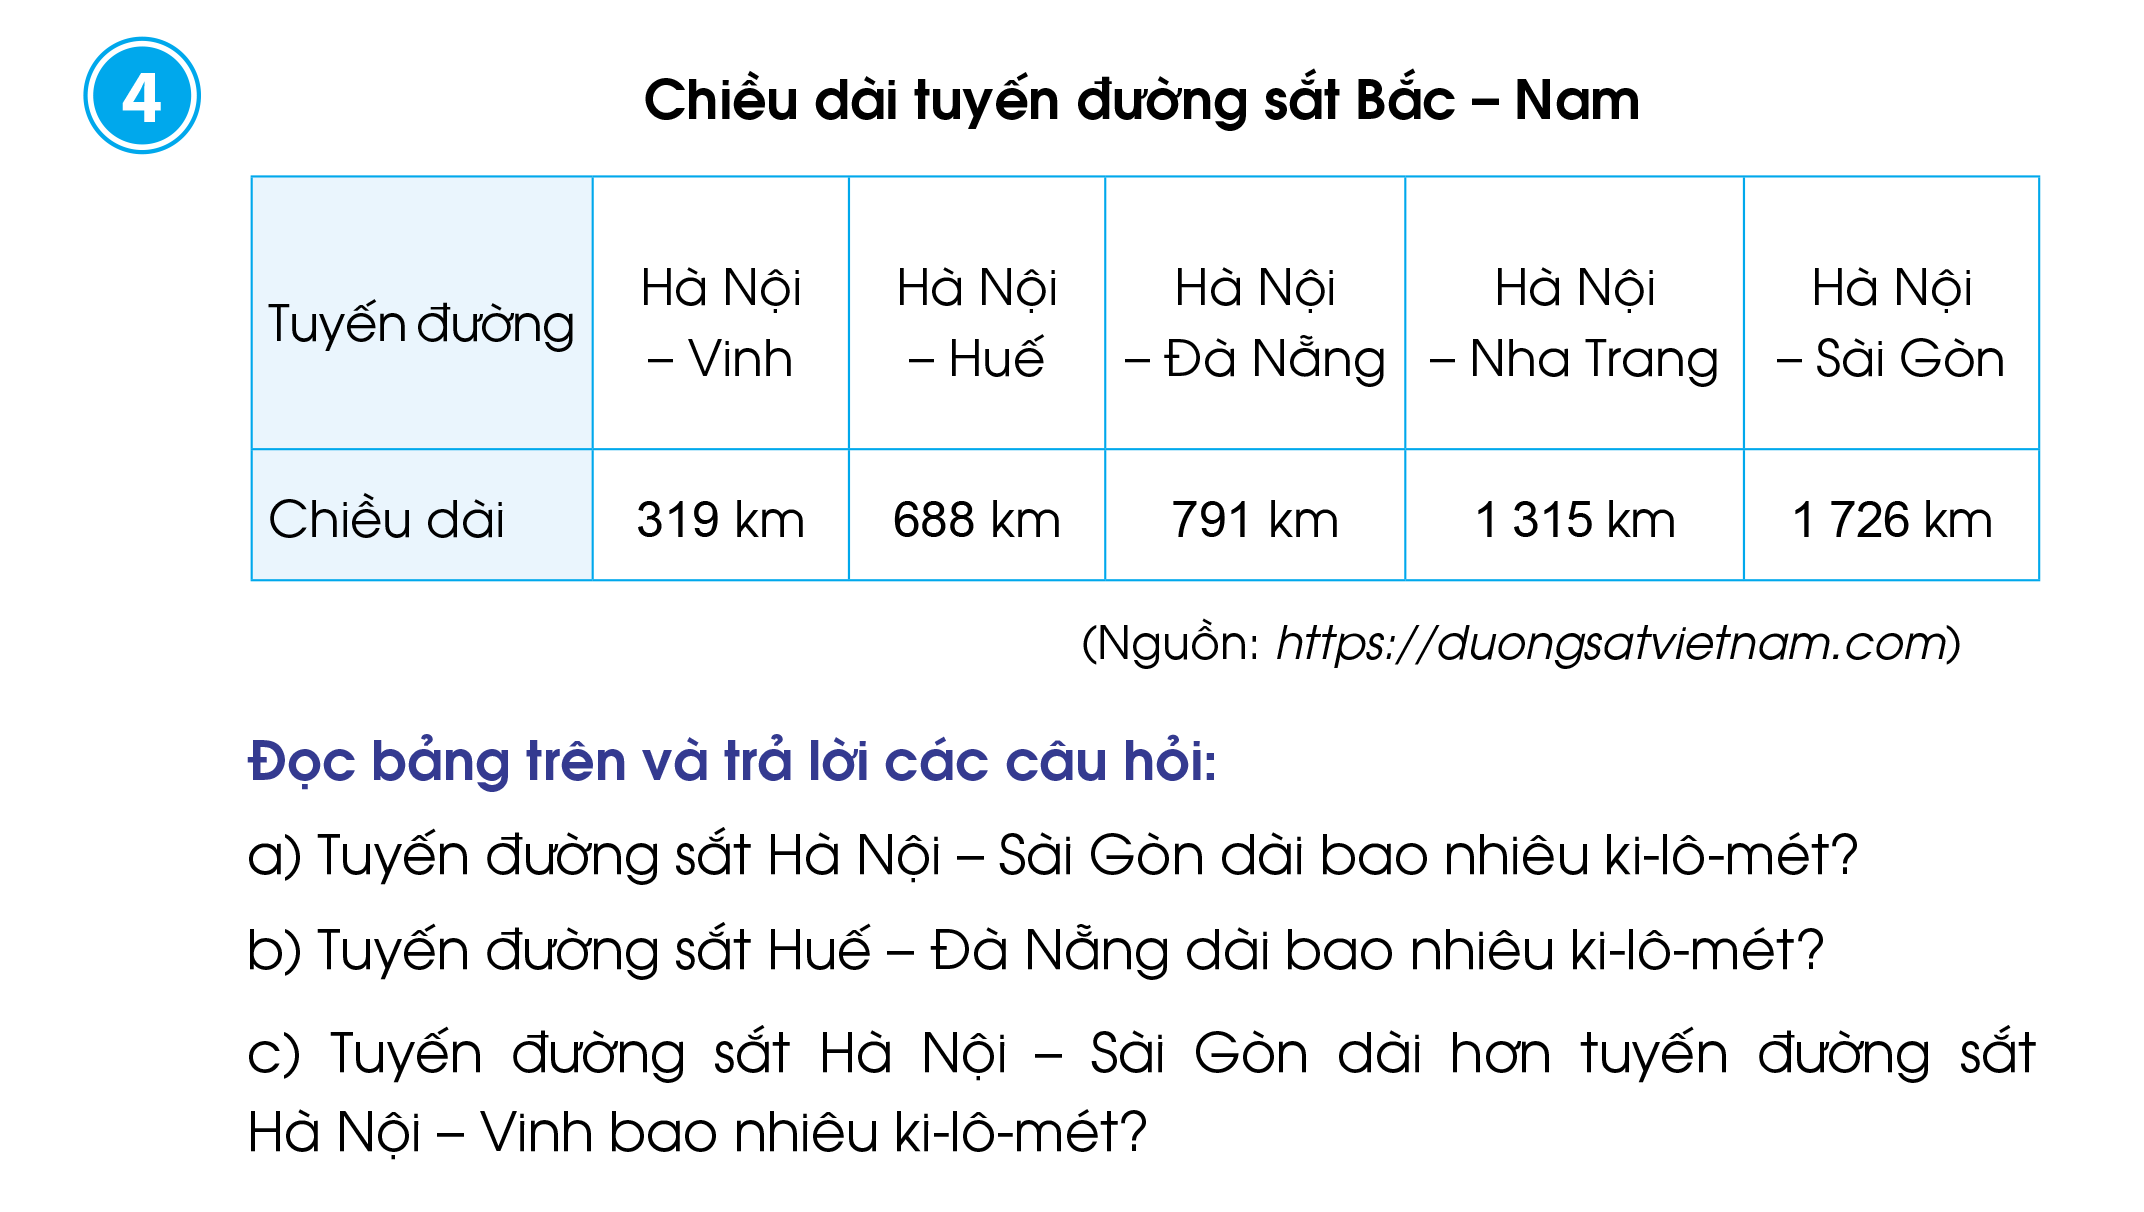 4
Chiều dài tuyến đường sắt Bắc – Nam
Tuyến đường
Hà Nội
– Vinh
Hà Nội
– Huế
Hà Nội
– Đà Nẵng
Hà Nội
– Nha Trang
Hà Nội
– Sài Gòn
Chiều dài
319 km
688 km
791 km
1 315 km
1 726 km
(Nguồn: https://duongsatvietnam.com)
Đọc bảng trên và trả lời các câu hỏi:
a) Tuyến đường sắt Hà Nội – Sài Gòn dài bao nhiêu ki-lô-mét?
b) Tuyến đường sắt Huế – Đà Nẵng dài bao nhiêu ki-lô-mét?
c) Tuyến đường sắt Hà Nội – Sài Gòn dài hơn tuyến đường sắt
Hà Nội – Vinh bao nhiêu ki-lô-mét?